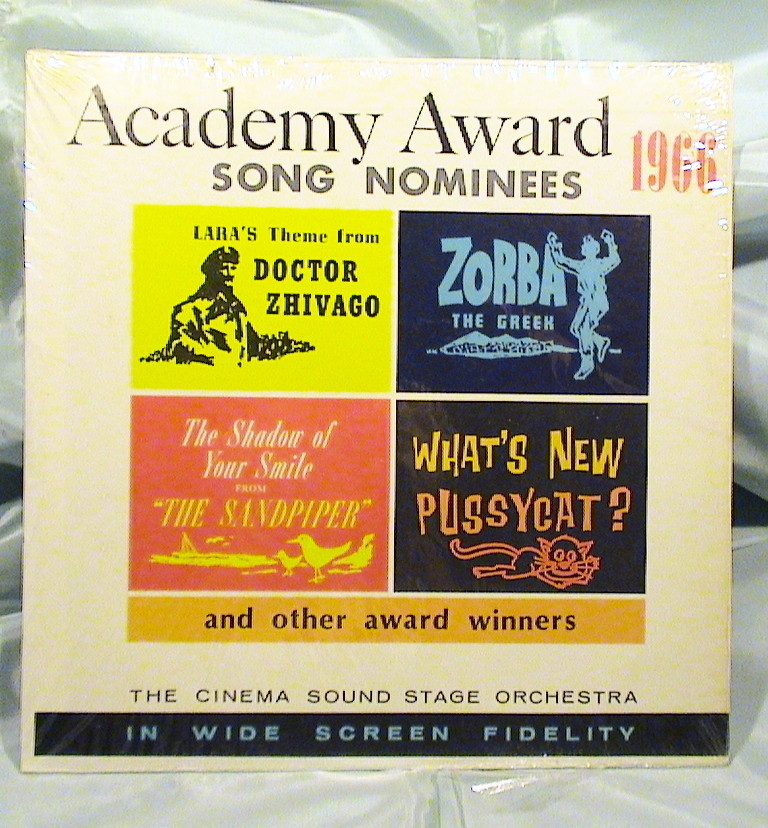 Academy Award 1966
SONG NOMINEES
LARA'S Theme from
DOCTOR
ZHIVAGO
ZORBA
THE GREEK
The Shadow of
Your Smile
FROM
"THE SANDPIPER"
WHAT'S NEW
PUSSYCAT?
and other award winners
THE CINEMA SOUND STAGE ORCHESTRA
IN WIDE SCREEN FIDELITY